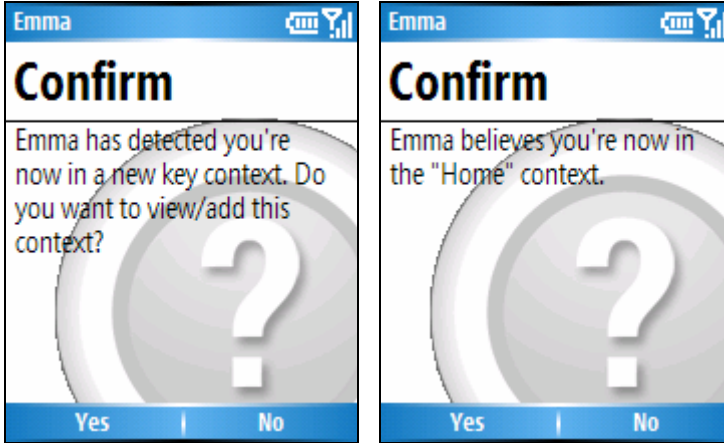 Emma
Confirm
Emma has detected you're
now in a new key context. Do
you want to view/add this
context?
?
Yes No
Emma
Confirm
Emma believes you're now in
the "Home" context.
?
Yes No